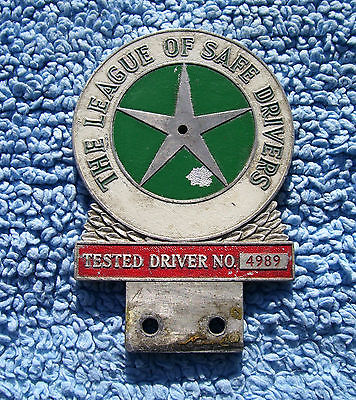 THE LEAGUE OF SAFE DRIVERS
TESTED DRIVER NO. 4989